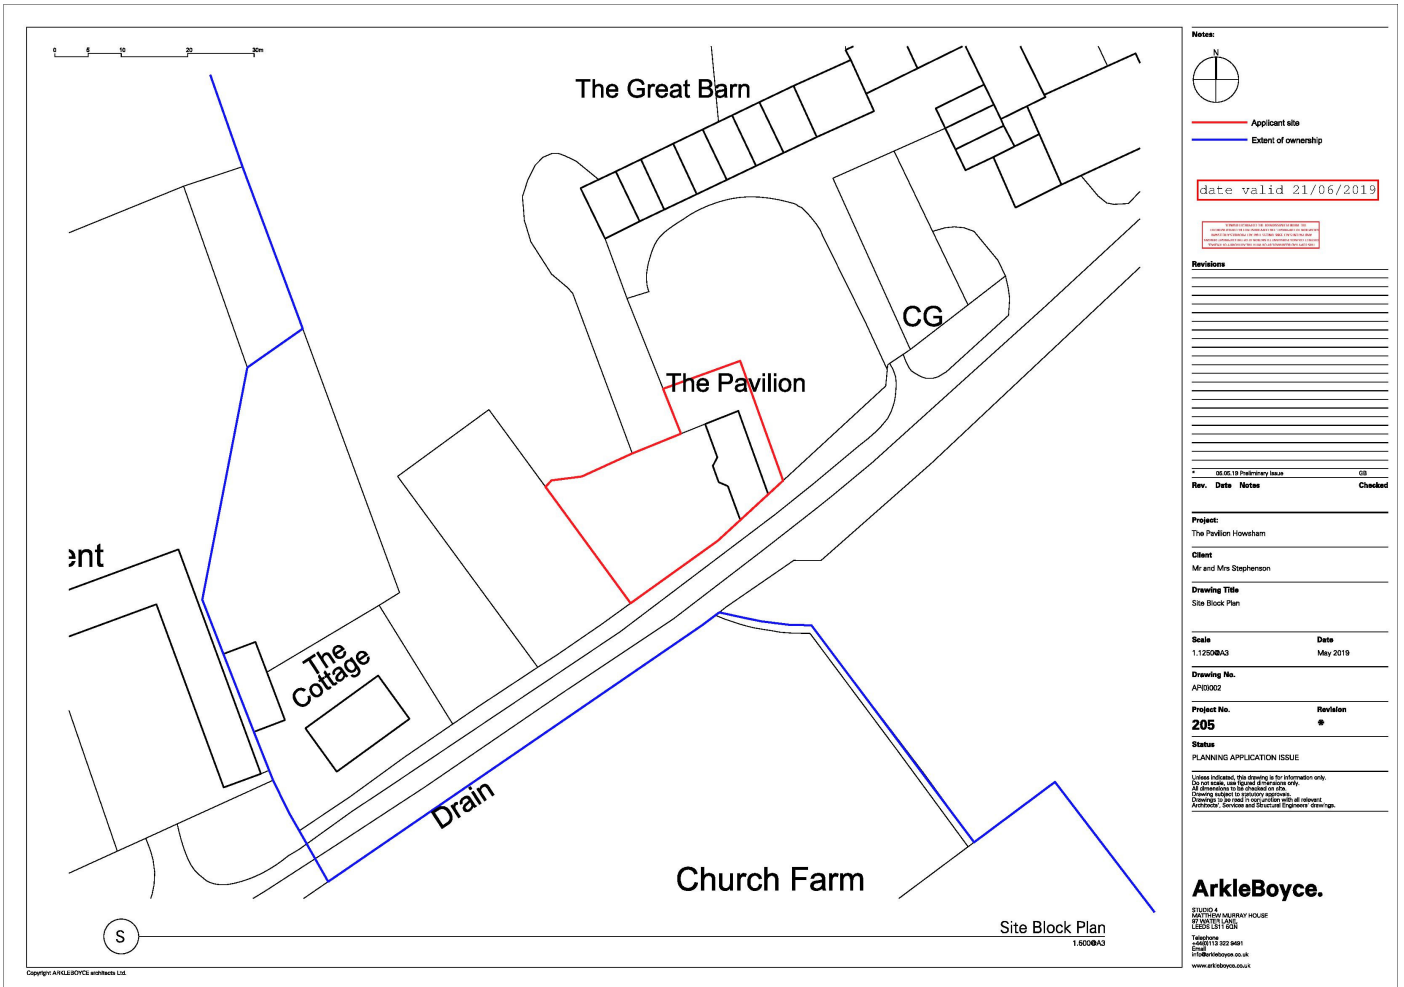 0 5 10 20 30m
The Great Barn
CG
The Pavilion
ent
The
Cottage
Drain
Church Farm
S
Site Block Plan
1.500@A3
Copyright ARKLEBOYCE architects Ltd.
Notes:
N
Applicant site
Extent of ownership
date valid 21/06/2019
Revisions
* 05.05.19 Preliminary Issue GB
Rev. Date Notes Checked
Project:
The Pavilion Howsham
Client
Mr and Mrs Stephenson
Drawing Title
Site Block Plan
Scale Date
1.1250@A3 May 2019
Drawing No.
AP(0)002
Project No. Revision
205 *
Status
PLANNING APPLICATION ISSUE
Unless indicated, this drawing is for information only.
Do not scale, use figured dimensions only.
All dimensions to be checked on site.
Drawing subject to statutory approvals.
Drawings to be read in conjunction with all relevant
Architects', Services and Structural Engineers' drawings.
ArkleBoyce.
STUDIO 4
MATTHEW MURRAY HOUSE
97 WATER LANE,
LEEDS LS11 5QN
Telephone
+44(0)113 322 9491
Email
info@arkleboyce.co.uk
www.arkleboyce.co.uk